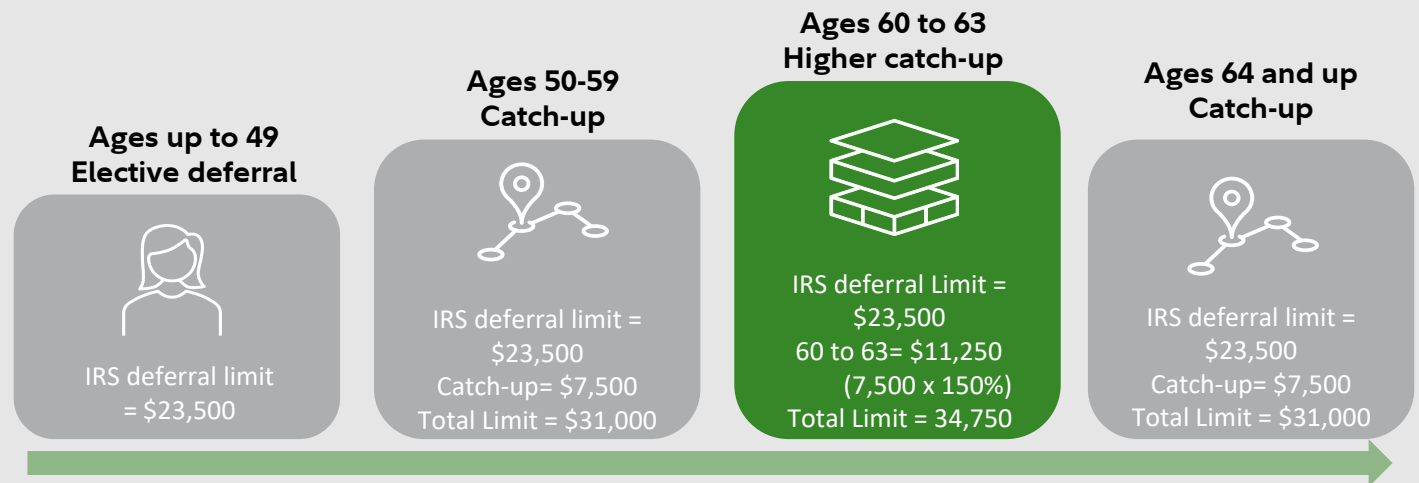 Ages up to 49
Elective deferral
IRS deferral limit
= $23,500
Ages 50-59
Catch-up
IRS deferral limit =
$23,500
Catch-up= $7,500
Total Limit = $31,000
Ages 60 to 63
Higher catch-up
IRS deferral Limit =
$23,500
60 to 63= $11,250
(7,500 x 150%)
Total Limit = 34,750
Ages 64 and up
Catch-up
IRS deferral limit =
$23,500
Catch-up= $7,500
Total Limit = $31,000